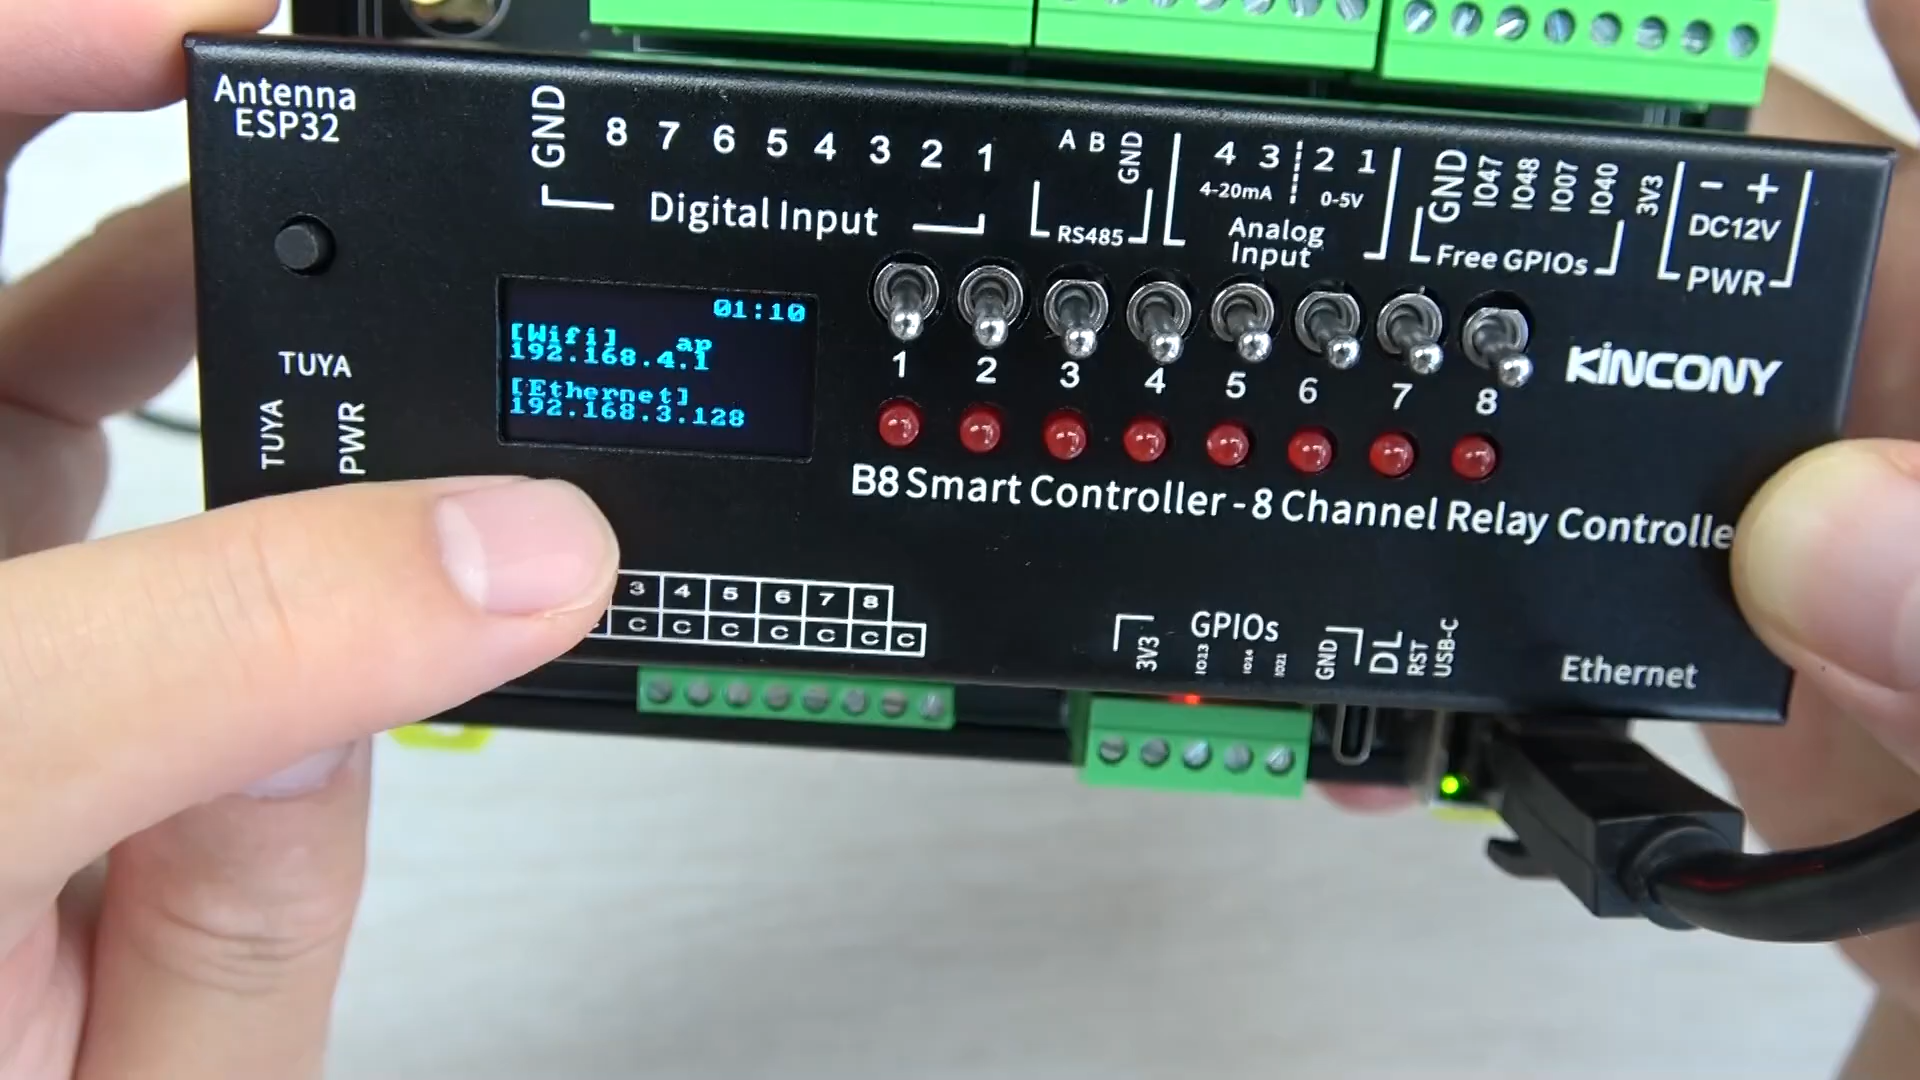 Antenna
ESP32
GND 8 7 6 5 4 3 2 1
Digital Input
A B GND
RS485
4 3 2 1
4-20mA 0-5V
Analog
Input
GND IO47 IO48 IO07 IO40 3V3
Free GPIOs
- +
DC12V
PWR
01:10
[Wifi] ap
192.168.4.1
[Ethernet]
192.168.3.128
TUYA
TUYA PWR
1 2 3 4 5 6 7 8
KINCONY
B8 Smart Controller - 8 Channel Relay Controlle
3 4 5 6 7 8
C C C C C C C
GPIOs
3V3 IO13 IO14 IO21 GND
DL RST USB-C
Ethernet